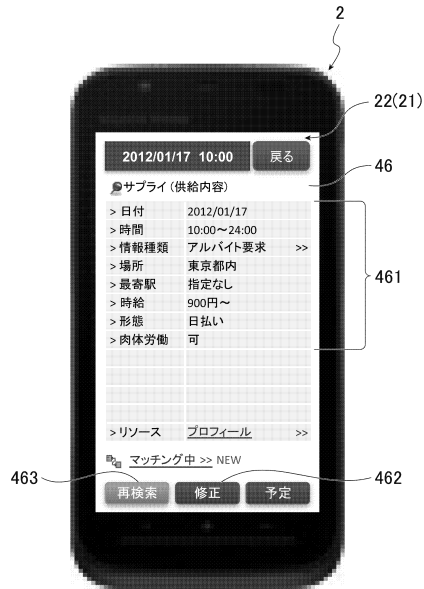 2
22(21)
2012/01/17 10:00 戻る
46
サプライ (供給内容)
> 日付 2012/01/17
> 時間 10:00～24:00
> 情報種類 アルバイト要求 >>
> 場所 東京都内
461
> 最寄駅 指定なし
> 時給 900円～
> 形態 日払い
> 肉体労働 可
> リソース プロフィール >>
マッチング中 >> NEW
463
462
再検索 修正 予定